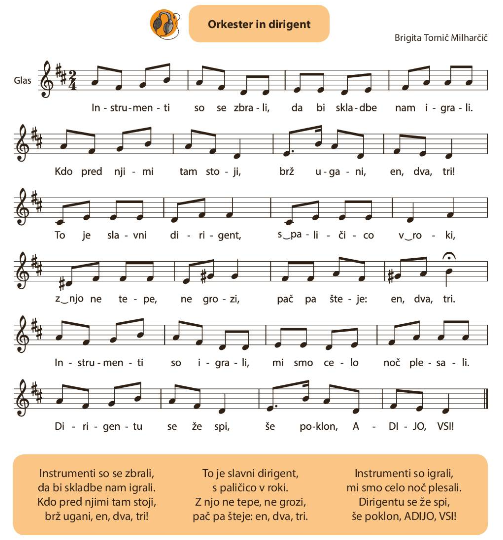 Orkester in dirigent
Brigita Tornič Milharčič
Glas
2
4
In - stru - men - ti so se zbra - li, da bi skla - dbe nam i - gra - li.
Kdo pred nji - mi tam sto - ji, brž u - ga - ni, en, dva, tri!
To je sla - vni di - ri - gent, s‿pa - li - či - co v‿ro - ki,
z‿njo ne te - pe, ne gro - zi, pač pa šte - je: en, dva, tri.
In - stru - men - ti so i - gra - li, mi smo ce - lo noč ple - sa - li.
Di - ri - gen - tu se že spi, še po - klon, A - DI - JO, VSI!
Instrumenti so se zbrali,
da bi skladbe nam igrali.
Kdo pred njimi tam stoji,
brž ugani, en, dva, tri!
To je slavni dirigent,
s paličico v roki.
Z njo ne tepe, ne grozi,
pač pa šteje: en, dva, tri.
Instrumenti so igrali,
mi smo celo noč plesali.
Dirigentu se že spi,
še poklon, ADIJO, VSI!